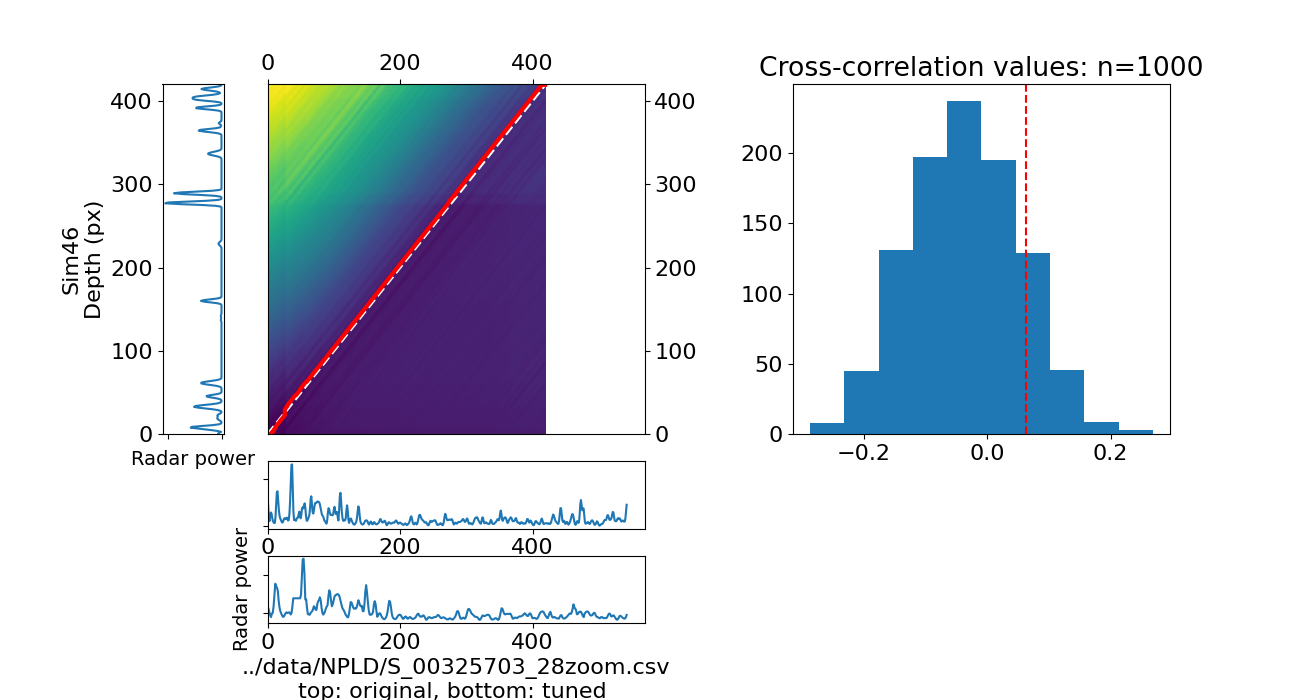 0 200 400
Cross-correlation values: n=1000
400
300
200
100
0
Sim46
Depth (px)
Radar power
400
300
200
100
0
200
150
100
50
0
−0.2 0.0 0.2
0 200 400
Radar power
0 200 400
../data/NPLD/S_00325703_28zoom.csv
top: original, bottom: tuned